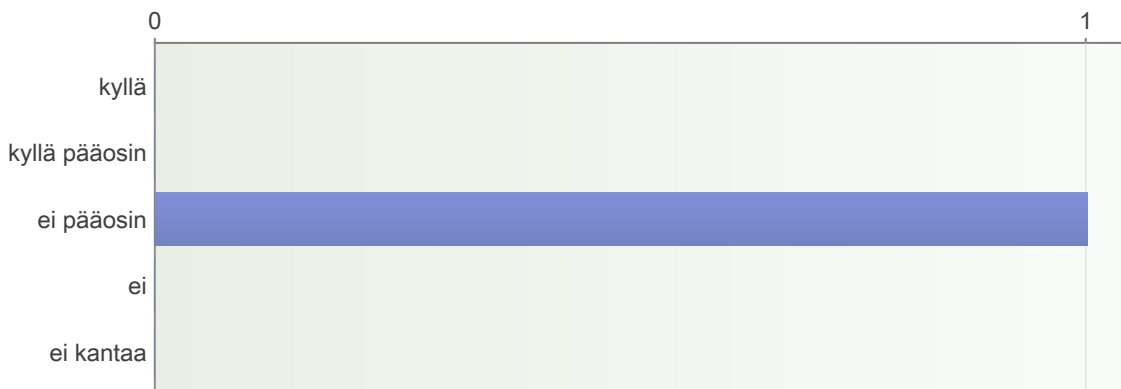 0 1
kyllä
kyllä pääosin
ei pääosin
ei
ei kantaa